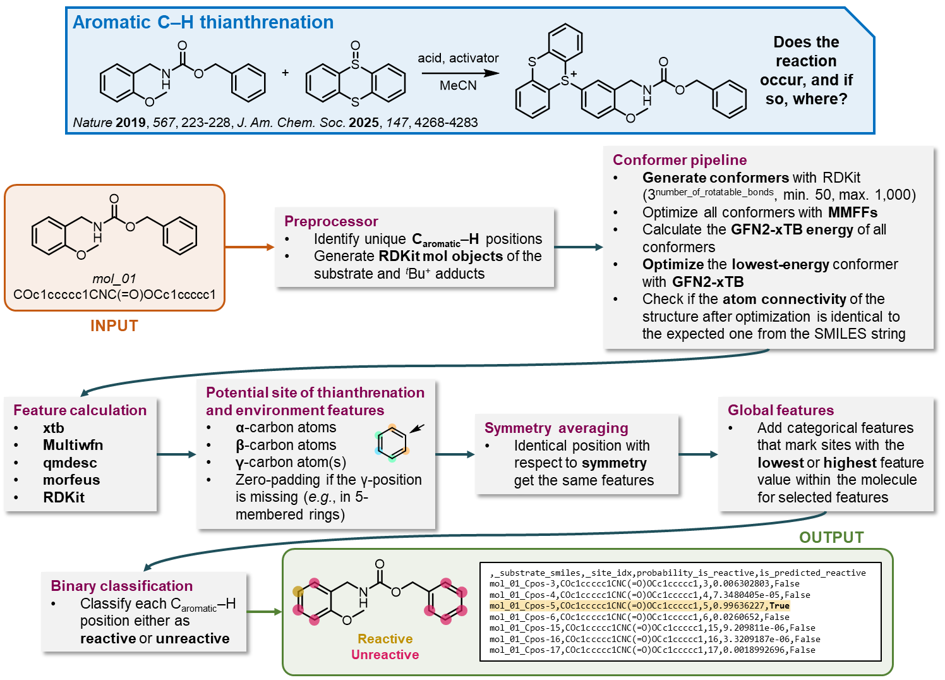 Aromatic C–H thianthrenation
acid, activator
MeCN
Nature 2019, 567, 223-228, J. Am. Chem. Soc. 2025, 147, 4268-4283
Does the
reaction
occur, and if
so, where?
mol_01
COc1ccccc1CNC(=O)OCc1ccccc1
INPUT
Preprocessor
• Identify unique Caromatic–H positions
• Generate RDKit mol objects of the
substrate and tBu+ adducts
Conformer pipeline
• Generate conformers with RDKit
(3number_of_rotatable_bonds, min. 50, max. 1,000)
• Optimize all conformers with MMFFs
• Calculate the GFN2-xTB energy of all
conformers
• Optimize the lowest-energy conformer
with GFN2-xTB
• Check if the atom connectivity of the
structure after optimization is identical to
the expected one from the SMILES string
Feature calculation
• xtb
• Multiwfn
• qmdesc
• morfeus
• RDKit
Potential site of thianthrenation
and environment features
• α-carbon atoms
• β-carbon atoms
• γ-carbon atom(s)
• Zero-padding if the γ-position
is missing (e.g., in 5-
membered rings)
Symmetry averaging
• Identical position with
respect to symmetry
get the same features
Global features
• Add categorical features
that mark sites with the
lowest or highest feature
value within the molecule
for selected features
Binary classification
• Classify each Caromatic–H
position either as
reactive or unreactive
OUTPUT
Reactive
Unreactive
,_substrate_smiles,_site_idx,probability_is_reactive,is_predicted_reactive
mol_01_Cpos-3,COc1ccccc1CNC(=O)OCc1ccccc1,3,0.006302803,False
mol_01_Cpos-4,COc1ccccc1CNC(=O)OCc1ccccc1,4,7.3480405e-05,False
mol_01_Cpos-5,COc1ccccc1CNC(=O)OCc1ccccc1,5,0.99636227,True
mol_01_Cpos-6,COc1ccccc1CNC(=O)OCc1ccccc1,6,0.0260652,False
mol_01_Cpos-15,COc1ccccc1CNC(=O)OCc1ccccc1,15,9.209811e-06,False
mol_01_Cpos-16,COc1ccccc1CNC(=O)OCc1ccccc1,16,3.3209187e-06,False
mol_01_Cpos-17,COc1ccccc1CNC(=O)OCc1ccccc1,17,0.0018992696,False